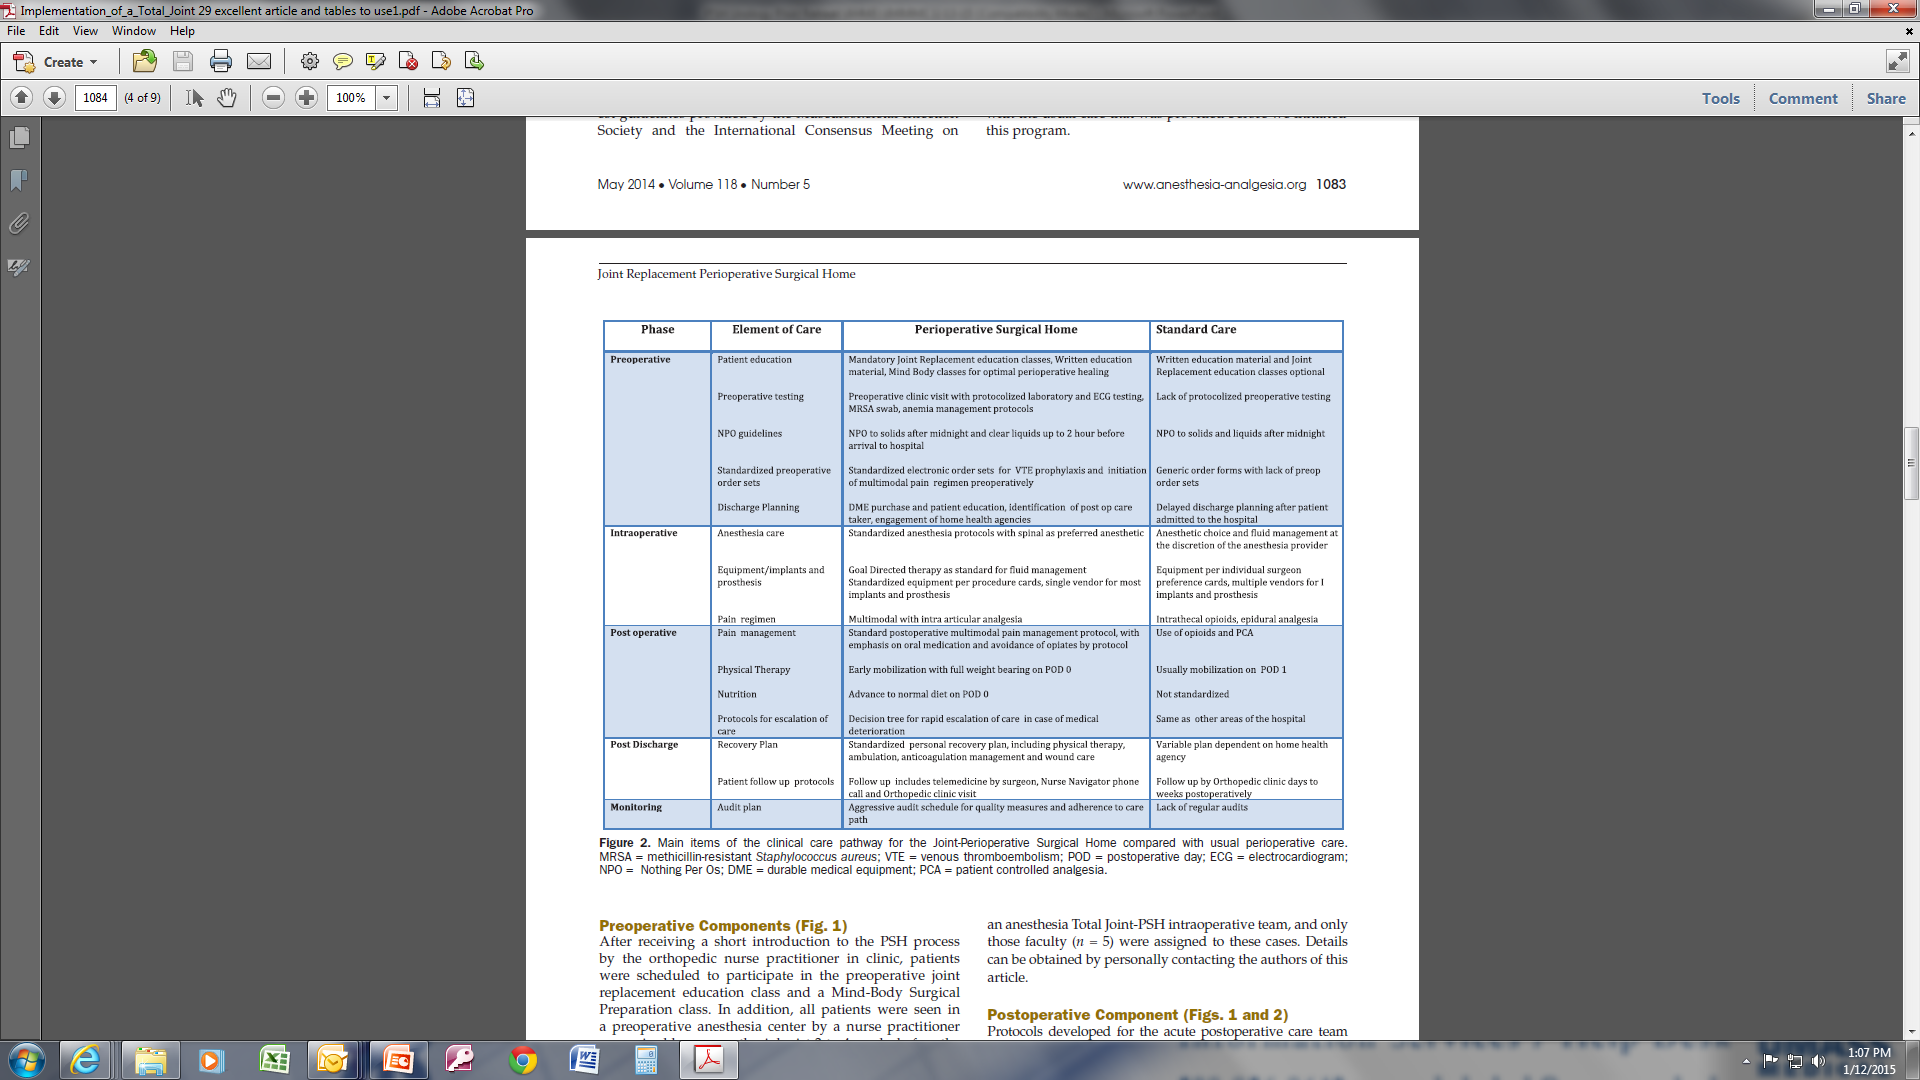 Implementation_of_a_Total_Joint 29 excellent article and tables to use1.pdf - Adobe Acrobat Pro
File Edit View Window Help
Create
1084 (4 of 9) 100% Tools Comment Share
Society and the International Consensus Meeting on
this program.
May 2014 • Volume 118 • Number 5
www.anesthesia-analgesia.org 1083
Joint Replacement Perioperative Surgical Home
Phase Element of Care Perioperative Surgical Home Standard Care
Preoperative
Patient education
Mandatory Joint Replacement education classes, Written education
material, Mind Body classes for optimal perioperative healing
Written education material and Joint
Replacement education classes optional
Preoperative testing
Preoperative clinic visit with protocolized laboratory and ECG testing,
MRSA swab, anemia management protocols
Lack of protocolized preoperative testing
NPO guidelines
NPO to solids after midnight and clear liquids up to 2 hour before
arrival to hospital
NPO to solids and liquids after midnight
Standardized preoperative
order sets
Standardized electronic order sets for VTE prophylaxis and initiation
of multimodal pain regimen preoperatively
Generic order forms with lack of preop
order sets
Discharge Planning
DME purchase and patient education, identification of post op care
taker, engagement of home health agencies
Delayed discharge planning after patient
admitted to the hospital
Intraoperative
Anesthesia care
Standardized anesthesia protocols with spinal as preferred anesthetic
Anesthetic choice and fluid management at
the discretion of the anesthesia provider
Equipment/implants and
prosthesis
Goal Directed therapy as standard for fluid management
Standardized equipment per procedure cards, single vendor for most
implants and prosthesis
Equipment per individual surgeon
preference cards, multiple vendors for I
implants and prosthesis
Pain regimen
Multimodal with intra articular analgesia
Intrathecal opioids, epidural analgesia
Post operative
Pain management
Standard postoperative multimodal pain management protocol, with
emphasis on oral medication and avoidance of opiates by protocol
Use of opioids and PCA
Physical Therapy
Early mobilization with full weight bearing on POD 0
Usually mobilization on POD 1
Nutrition
Advance to normal diet on POD 0
Not standardized
Protocols for escalation of
care
Decision tree for rapid escalation of care in case of medical
deterioration
Same as other areas of the hospital
Post Discharge
Recovery Plan
Standardized personal recovery plan, including physical therapy,
ambulation, anticoagulation management and wound care
Variable plan dependent on home health
agency
Patient follow up protocols
Follow up includes telemedicine by surgeon, Nurse Navigator phone
call and Orthopedic clinic visit
Follow up by Orthopedic clinic days to
weeks postoperatively
Monitoring
Audit plan
Aggressive audit schedule for quality measures and adherence to care
path
Lack of regular audits
Figure 2. Main items of the clinical care pathway for the Joint-Perioperative Surgical Home compared with usual perioperative care.
MRSA = methicillin-resistant Staphylococcus aureus; VTE = venous thromboembolism; POD = postoperative day; ECG = electrocardiogram;
NPO = Nothing Per Os; DME = durable medical equipment; PCA = patient controlled analgesia.
Preoperative Components (Fig. 1)
After receiving a short introduction to the PSH process
by the orthopedic nurse practitioner in clinic, patients
were scheduled to participate in the preoperative joint
replacement education class and a Mind-Body Surgical
Preparation class. In addition, all patients were seen in
a preoperative anesthesia center by a nurse practitioner
an anesthesia Total Joint-PSH intraoperative team, and only
those faculty (n = 5) were assigned to these cases. Details
can be obtained by personally contacting the authors of this
article.
Postoperative Component (Figs. 1 and 2)
Protocols developed for the acute postoperative care team
1:07 PM
1/12/2015